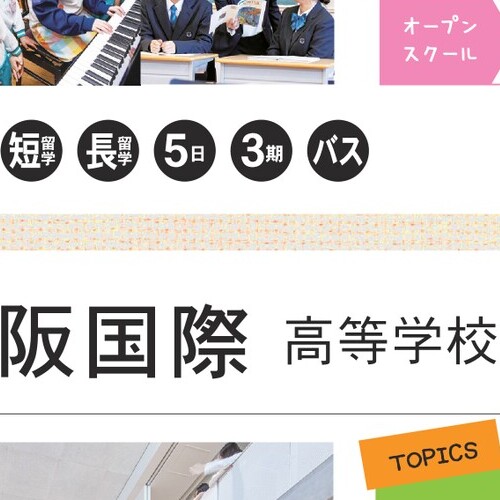 オープン
スクール
短留学 長留学 5日 3期 バス
阪国際 高等学校
TOPICS